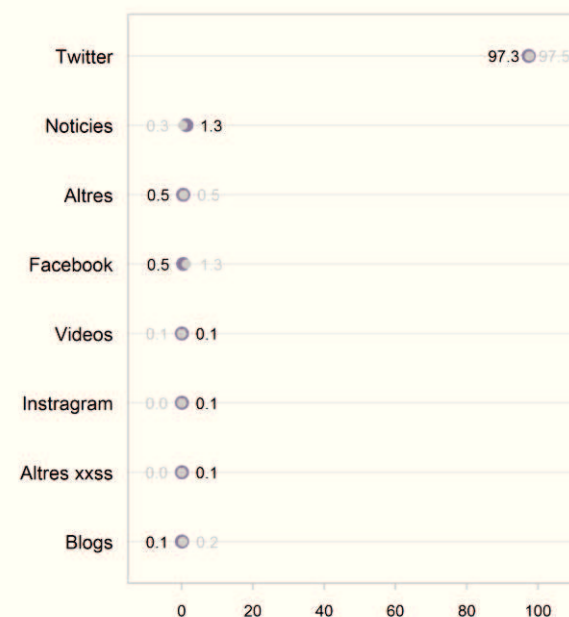 Twitter 97.3 97.5
Noticies 0.3 1.3
Altres 0.5 0.5
Facebook 0.5 1.3
Videos 0.1 0.1
Instragram 0.0 0.1
Altres xxss 0.0 0.1
Blogs 0.1 0.2
0 20 40 60 80 100